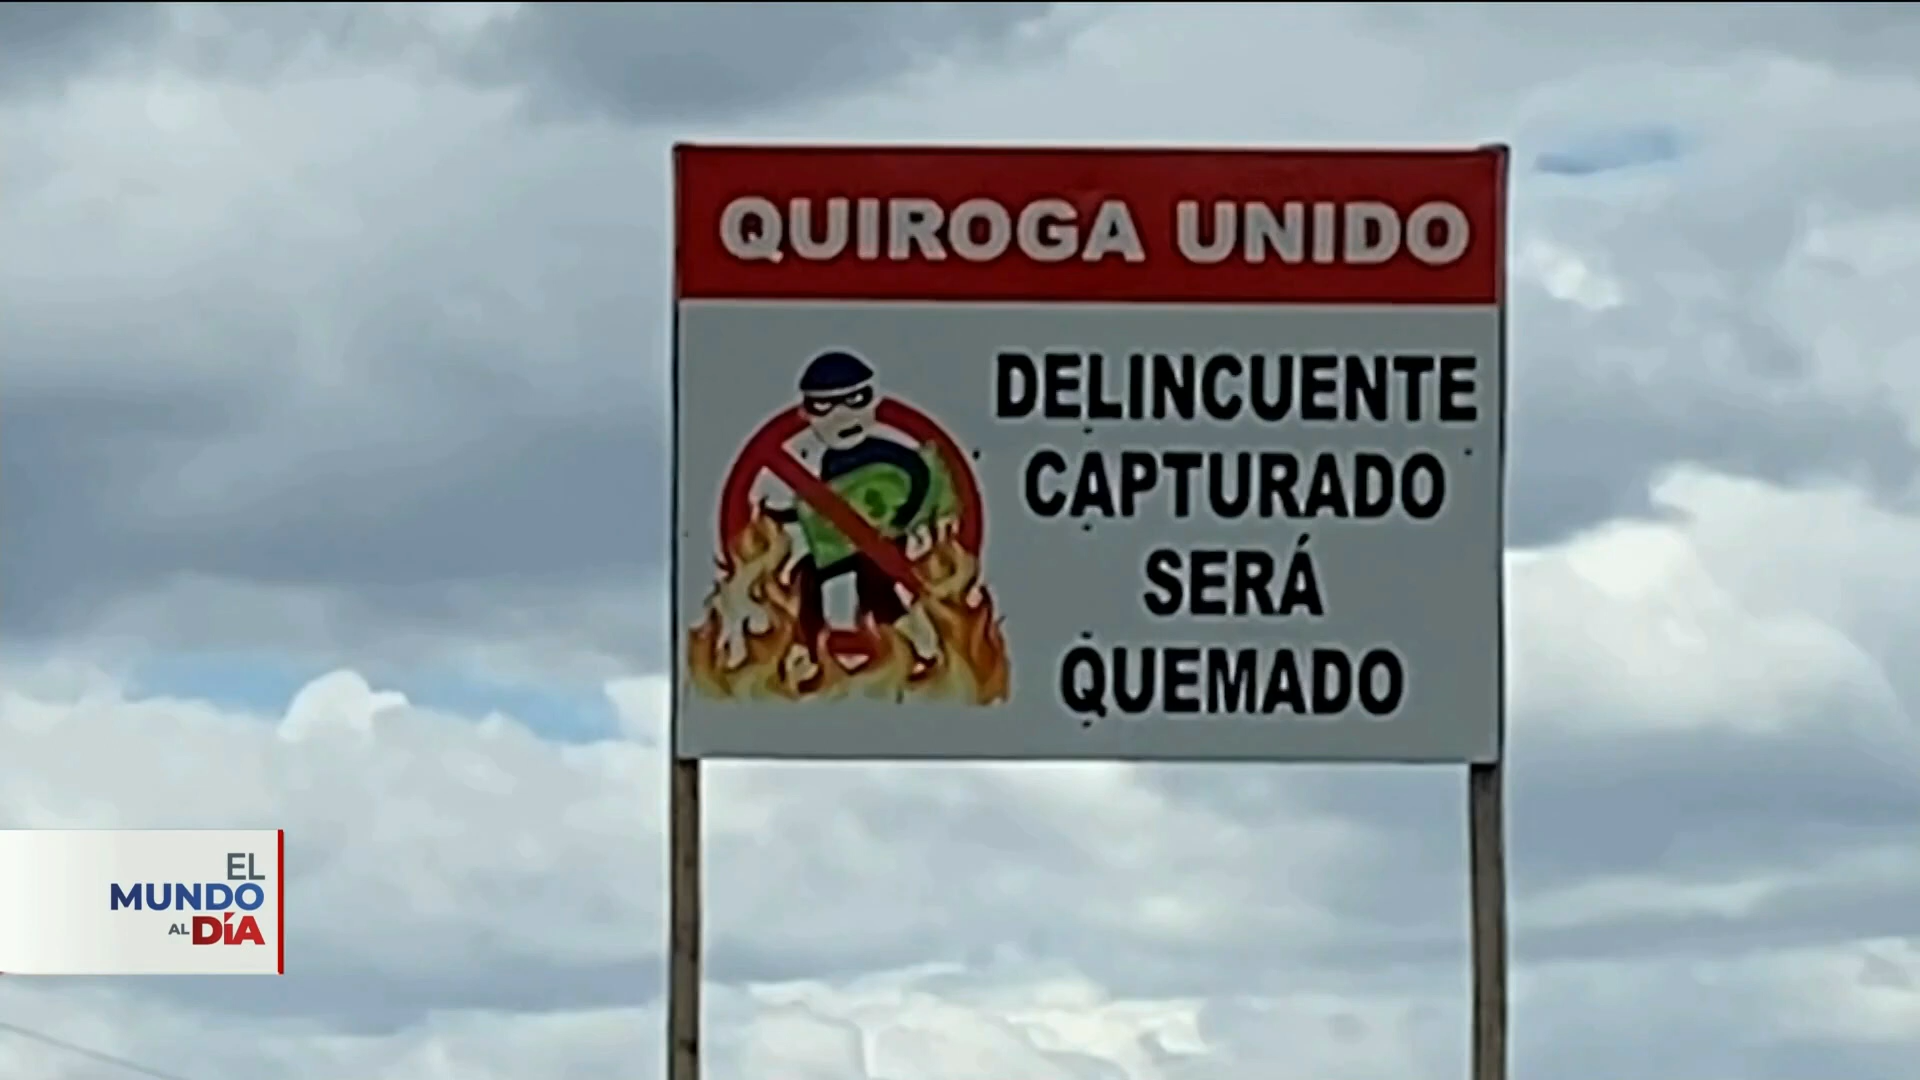 QUIROGA UNIDO
DELINCUENTE
CAPTURADO
SERÁ
QUEMADO
EL
MUNDO
AL DÍA